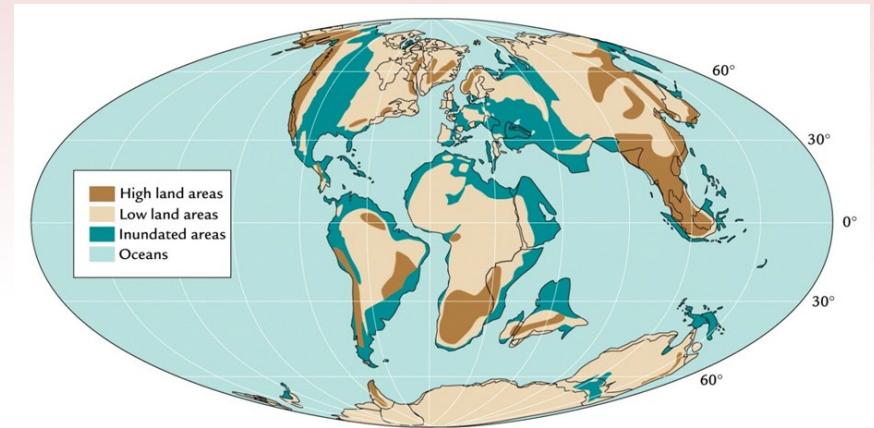 60°
30°
High land areas
Low land areas
Inundated areas
Oceans
0°
30°
60°